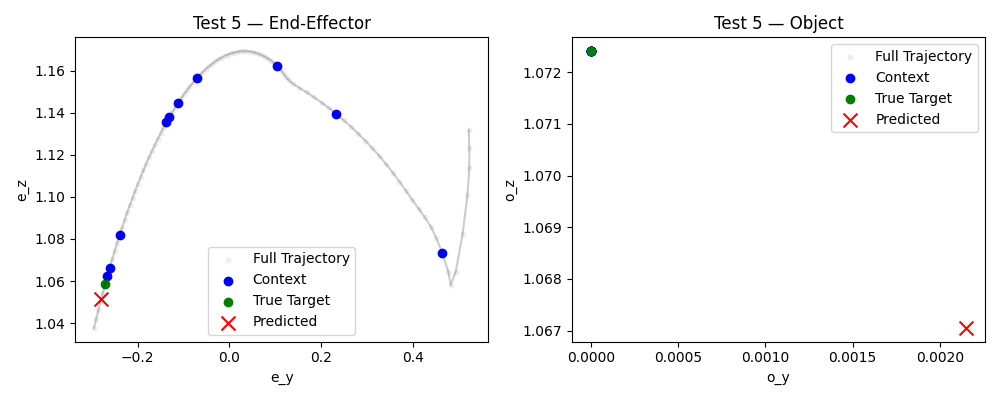 Test 5 — End-Effector
1.16
1.14
1.12
1.10
1.08
1.06
1.04
e_z
−0.2
0.0
0.2
0.4
e_y
Full Trajectory
Context
True Target
Predicted
Test 5 — Object
1.072
1.071
1.070
1.069
1.068
1.067
o_z
0.0000
0.0005
0.0010
0.0015
0.0020
o_y
Full Trajectory
Context
True Target
Predicted